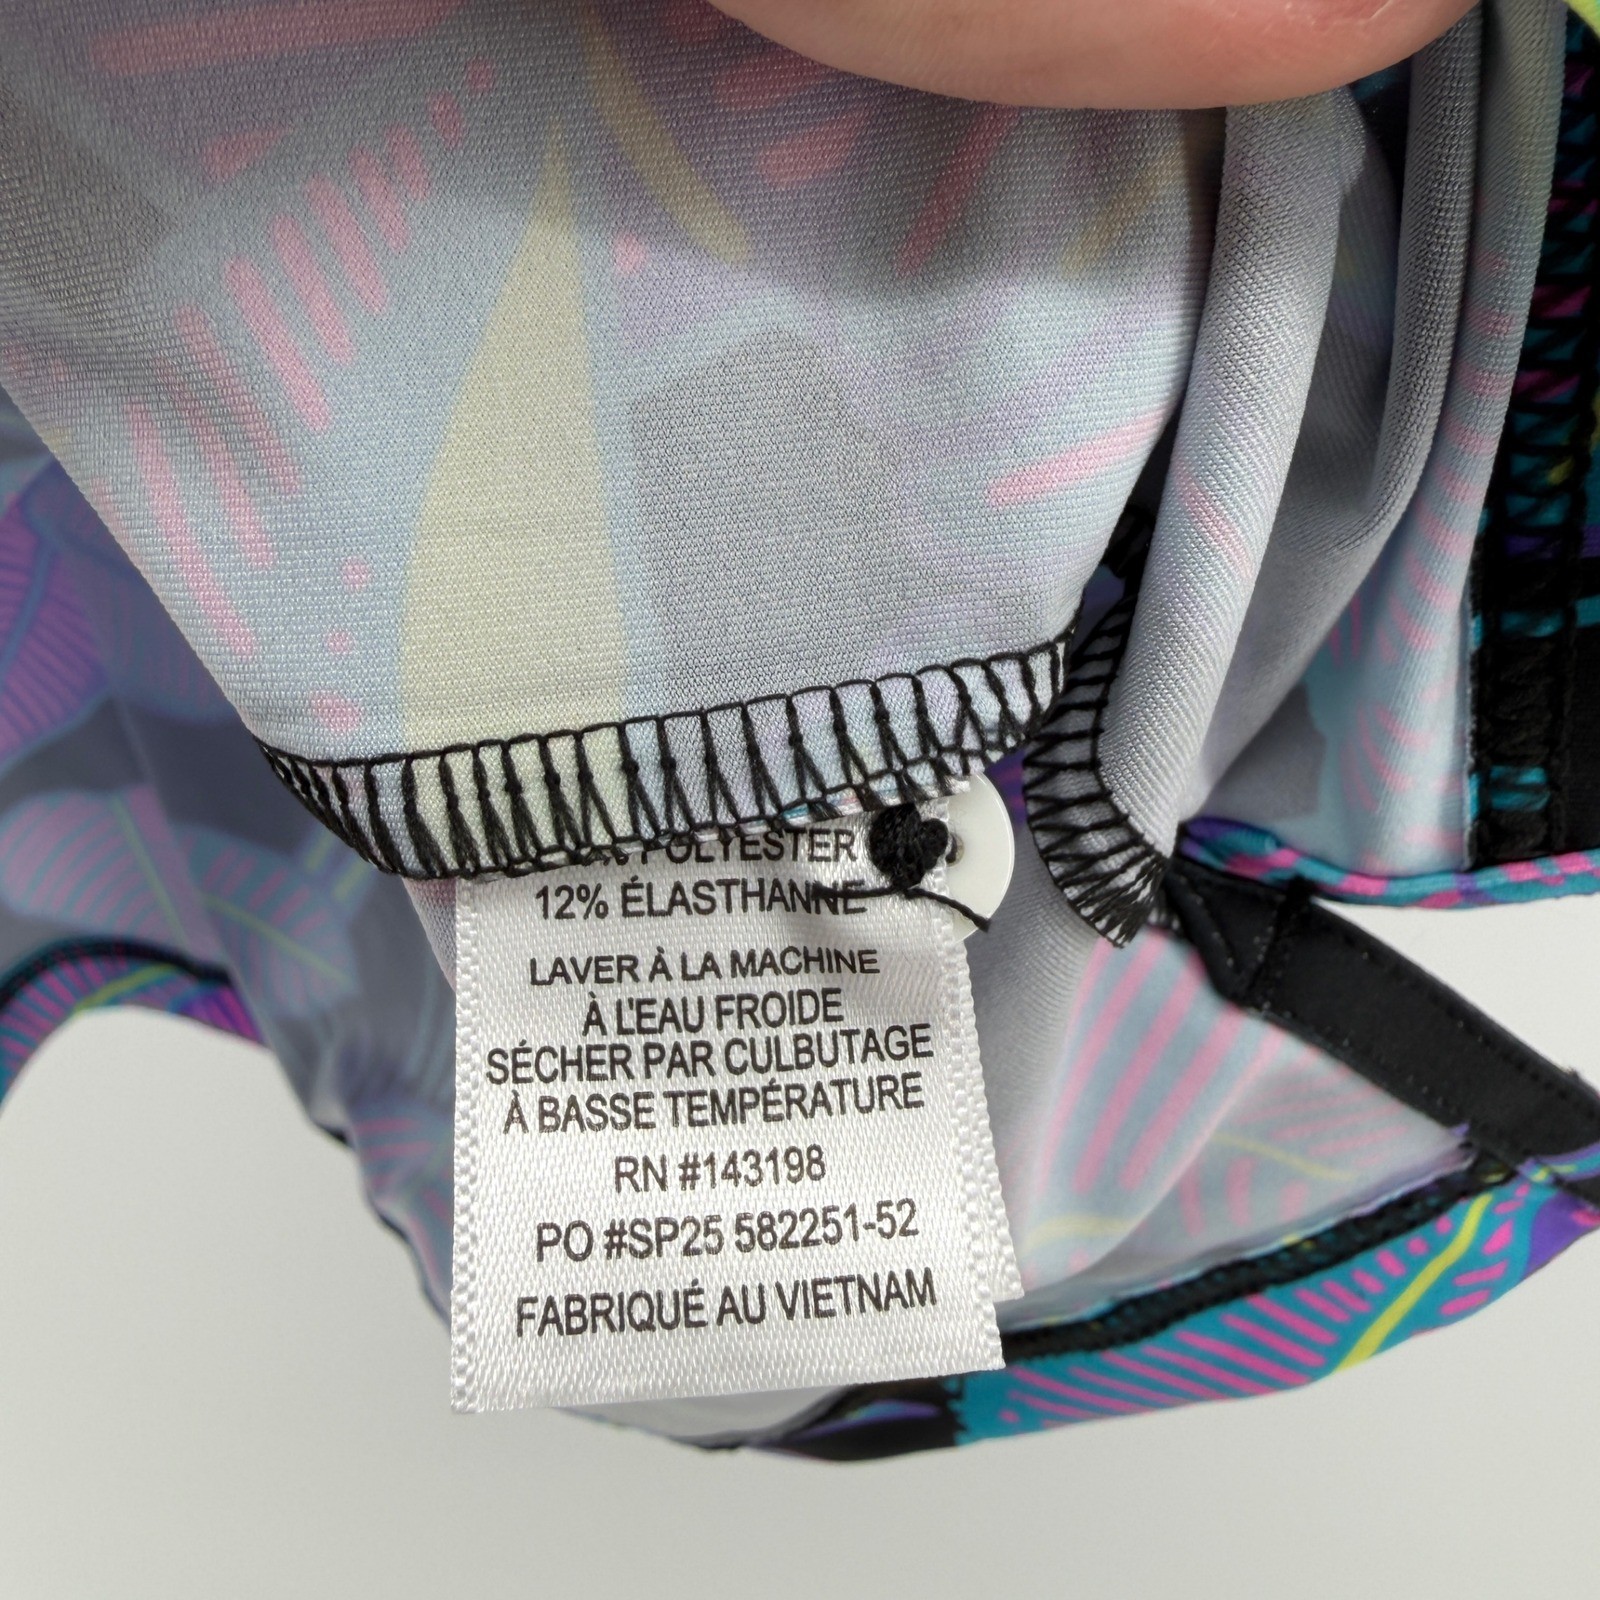 POLYESTER
12% ÉLASTHANNE
LAVER À LA MACHINE
À L'EAU FROIDE
SÉCHER PAR CULBUTAGE
À BASSE TEMPÉRATURE
RN #143198
PO #SP25 582251-52
FABRIQUÉ AU VIETNAM